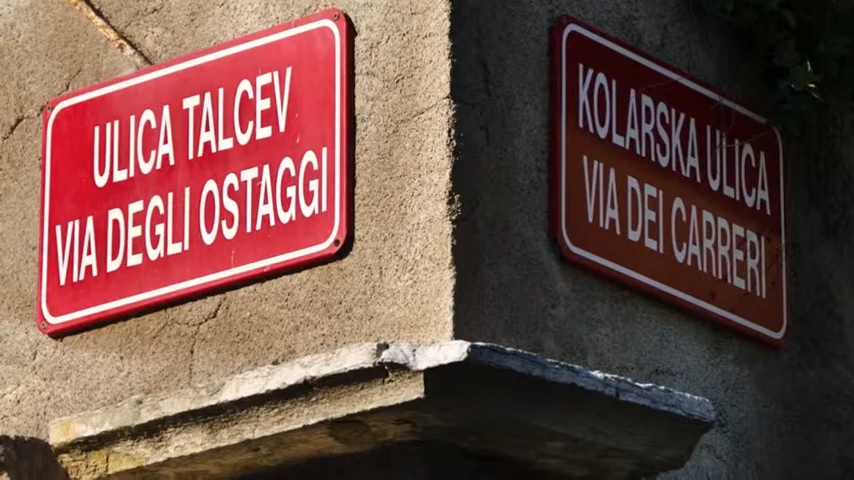 ULICA TALCEV
VIA DEGLI OSTAGGI
KOLARSKA ULICA
VIA DEI CARRERI